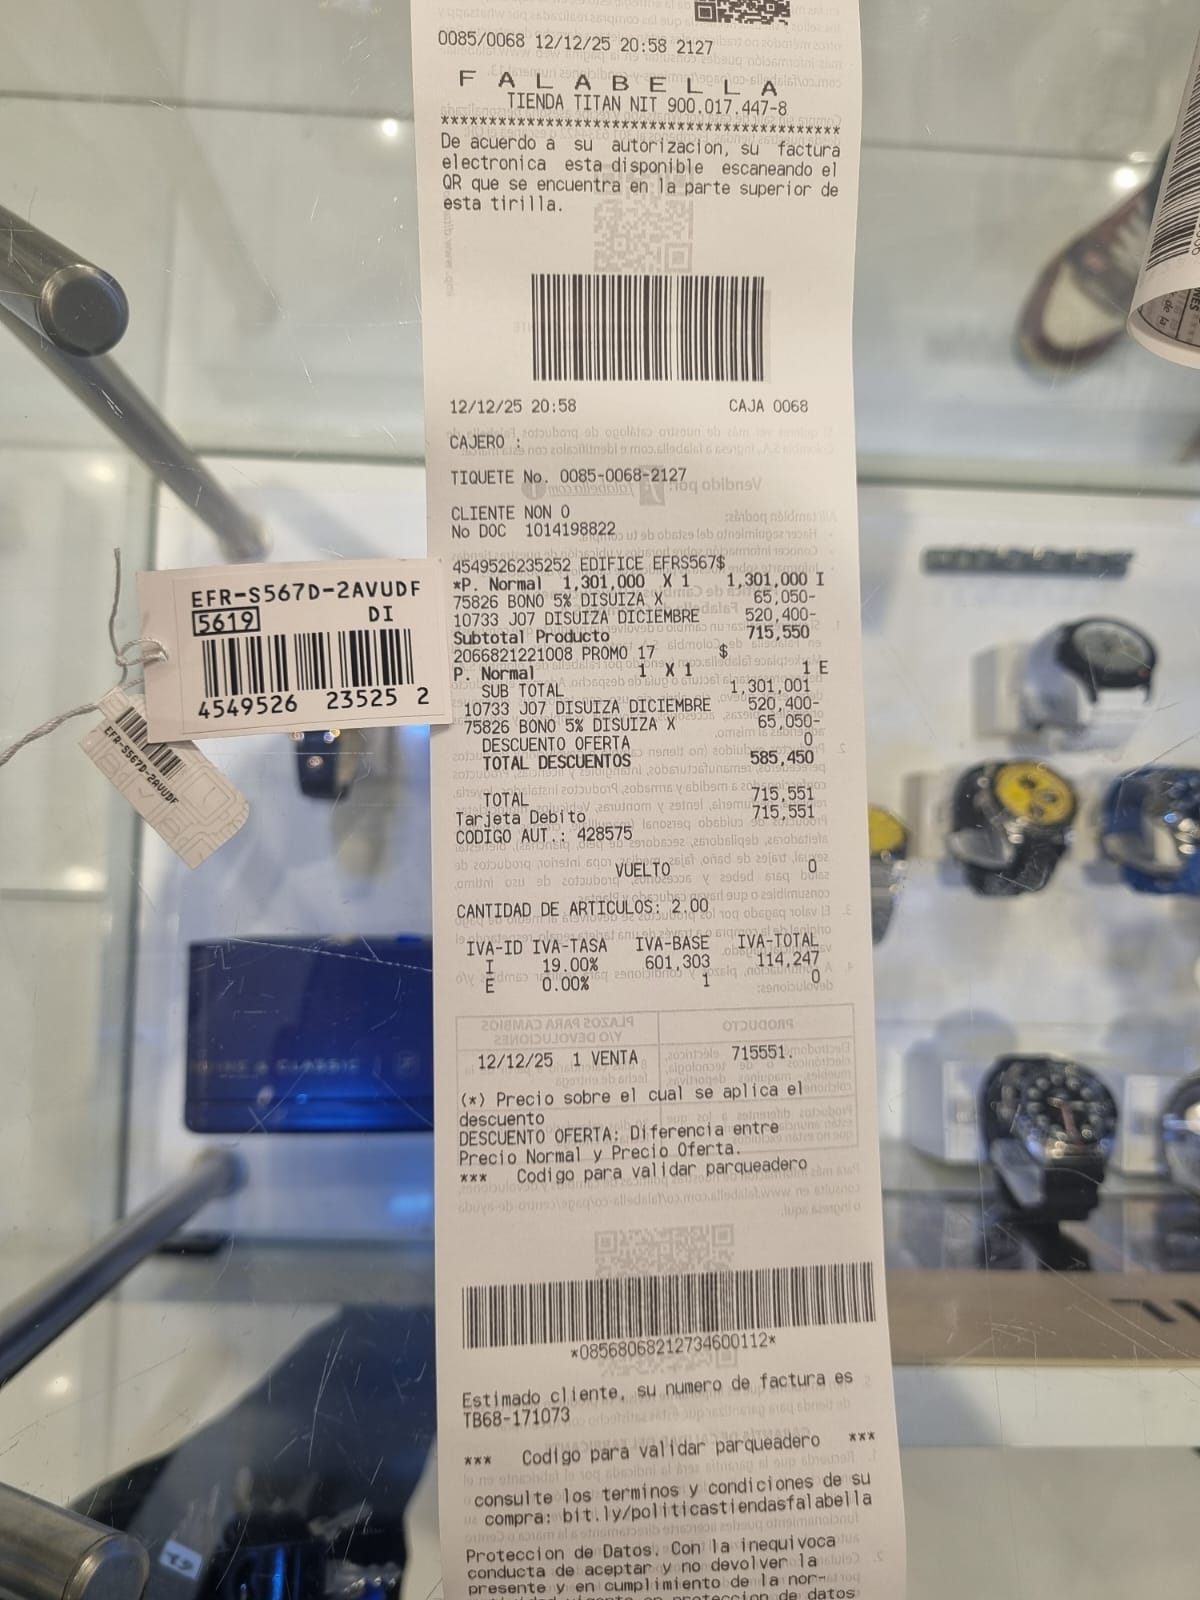 0085/0068 12/12/25 20:58 2127
F A L A B E L L A
TIENDA TITAN NIT 900.017.447-8
******************************************
De acuerdo a su autorizacion, su factura
electronica esta disponible escaneando el
QR que se encuentra en la parte superior de
esta tirilla.
12/12/25 20:58 CAJA 0068
CAJERO :
TIQUETE No. 0085-0068-2127
CLIENTE NON 0
No DOC 1014198822
4549526235252 EDIFICE EFRS567$
*P. Normal 1,301,000 X 1 1,301,000 I
75826 BONO 5% DISUIZA X 65,050-
10733 J07 DISUIZA DICIEMBRE 520,400-
Subtotal Producto 715,550
2066821221008 PROMO 17 $
P. Normal 1 X 1 1 E
SUB TOTAL 1,301,001
10733 J07 DISUIZA DICIEMBRE 520,400-
75826 BONO 5% DISUIZA X 65,050-
DESCUENTO OFERTA 0
TOTAL DESCUENTOS 585,450
TOTAL 715,551
Tarjeta Debito 715,551
CODIGO AUT.: 428575
VUELTO 0
CANTIDAD DE ARTICULOS: 2.00
IVA-ID IVA-TASA IVA-BASE IVA-TOTAL
I 19.00% 601,303 114,247
E 0.00% 1 0
12/12/25 1 VENTA 715551.
(*) Precio sobre el cual se aplica el
descuento
DESCUENTO OFERTA: Diferencia entre
Precio Normal y Precio Oferta.
*** Codigo para validar parqueadero
*08568068212734600112*
Estimado cliente, su numero de factura es
TB68-171073
*** Codigo para validar parqueadero ***
consulte los terminos y condiciones de su
compra: bit.ly/politicastiendasfalabella
Proteccion de Datos. Con la inequivoca
conducta de aceptar y no devolver la
presente y en cumplimiento de la nor-
proteccion de datos
EFR-S567D-2AVUDF
5619 DI
4549526 23525 2
EFR-S567D-2AVUDF